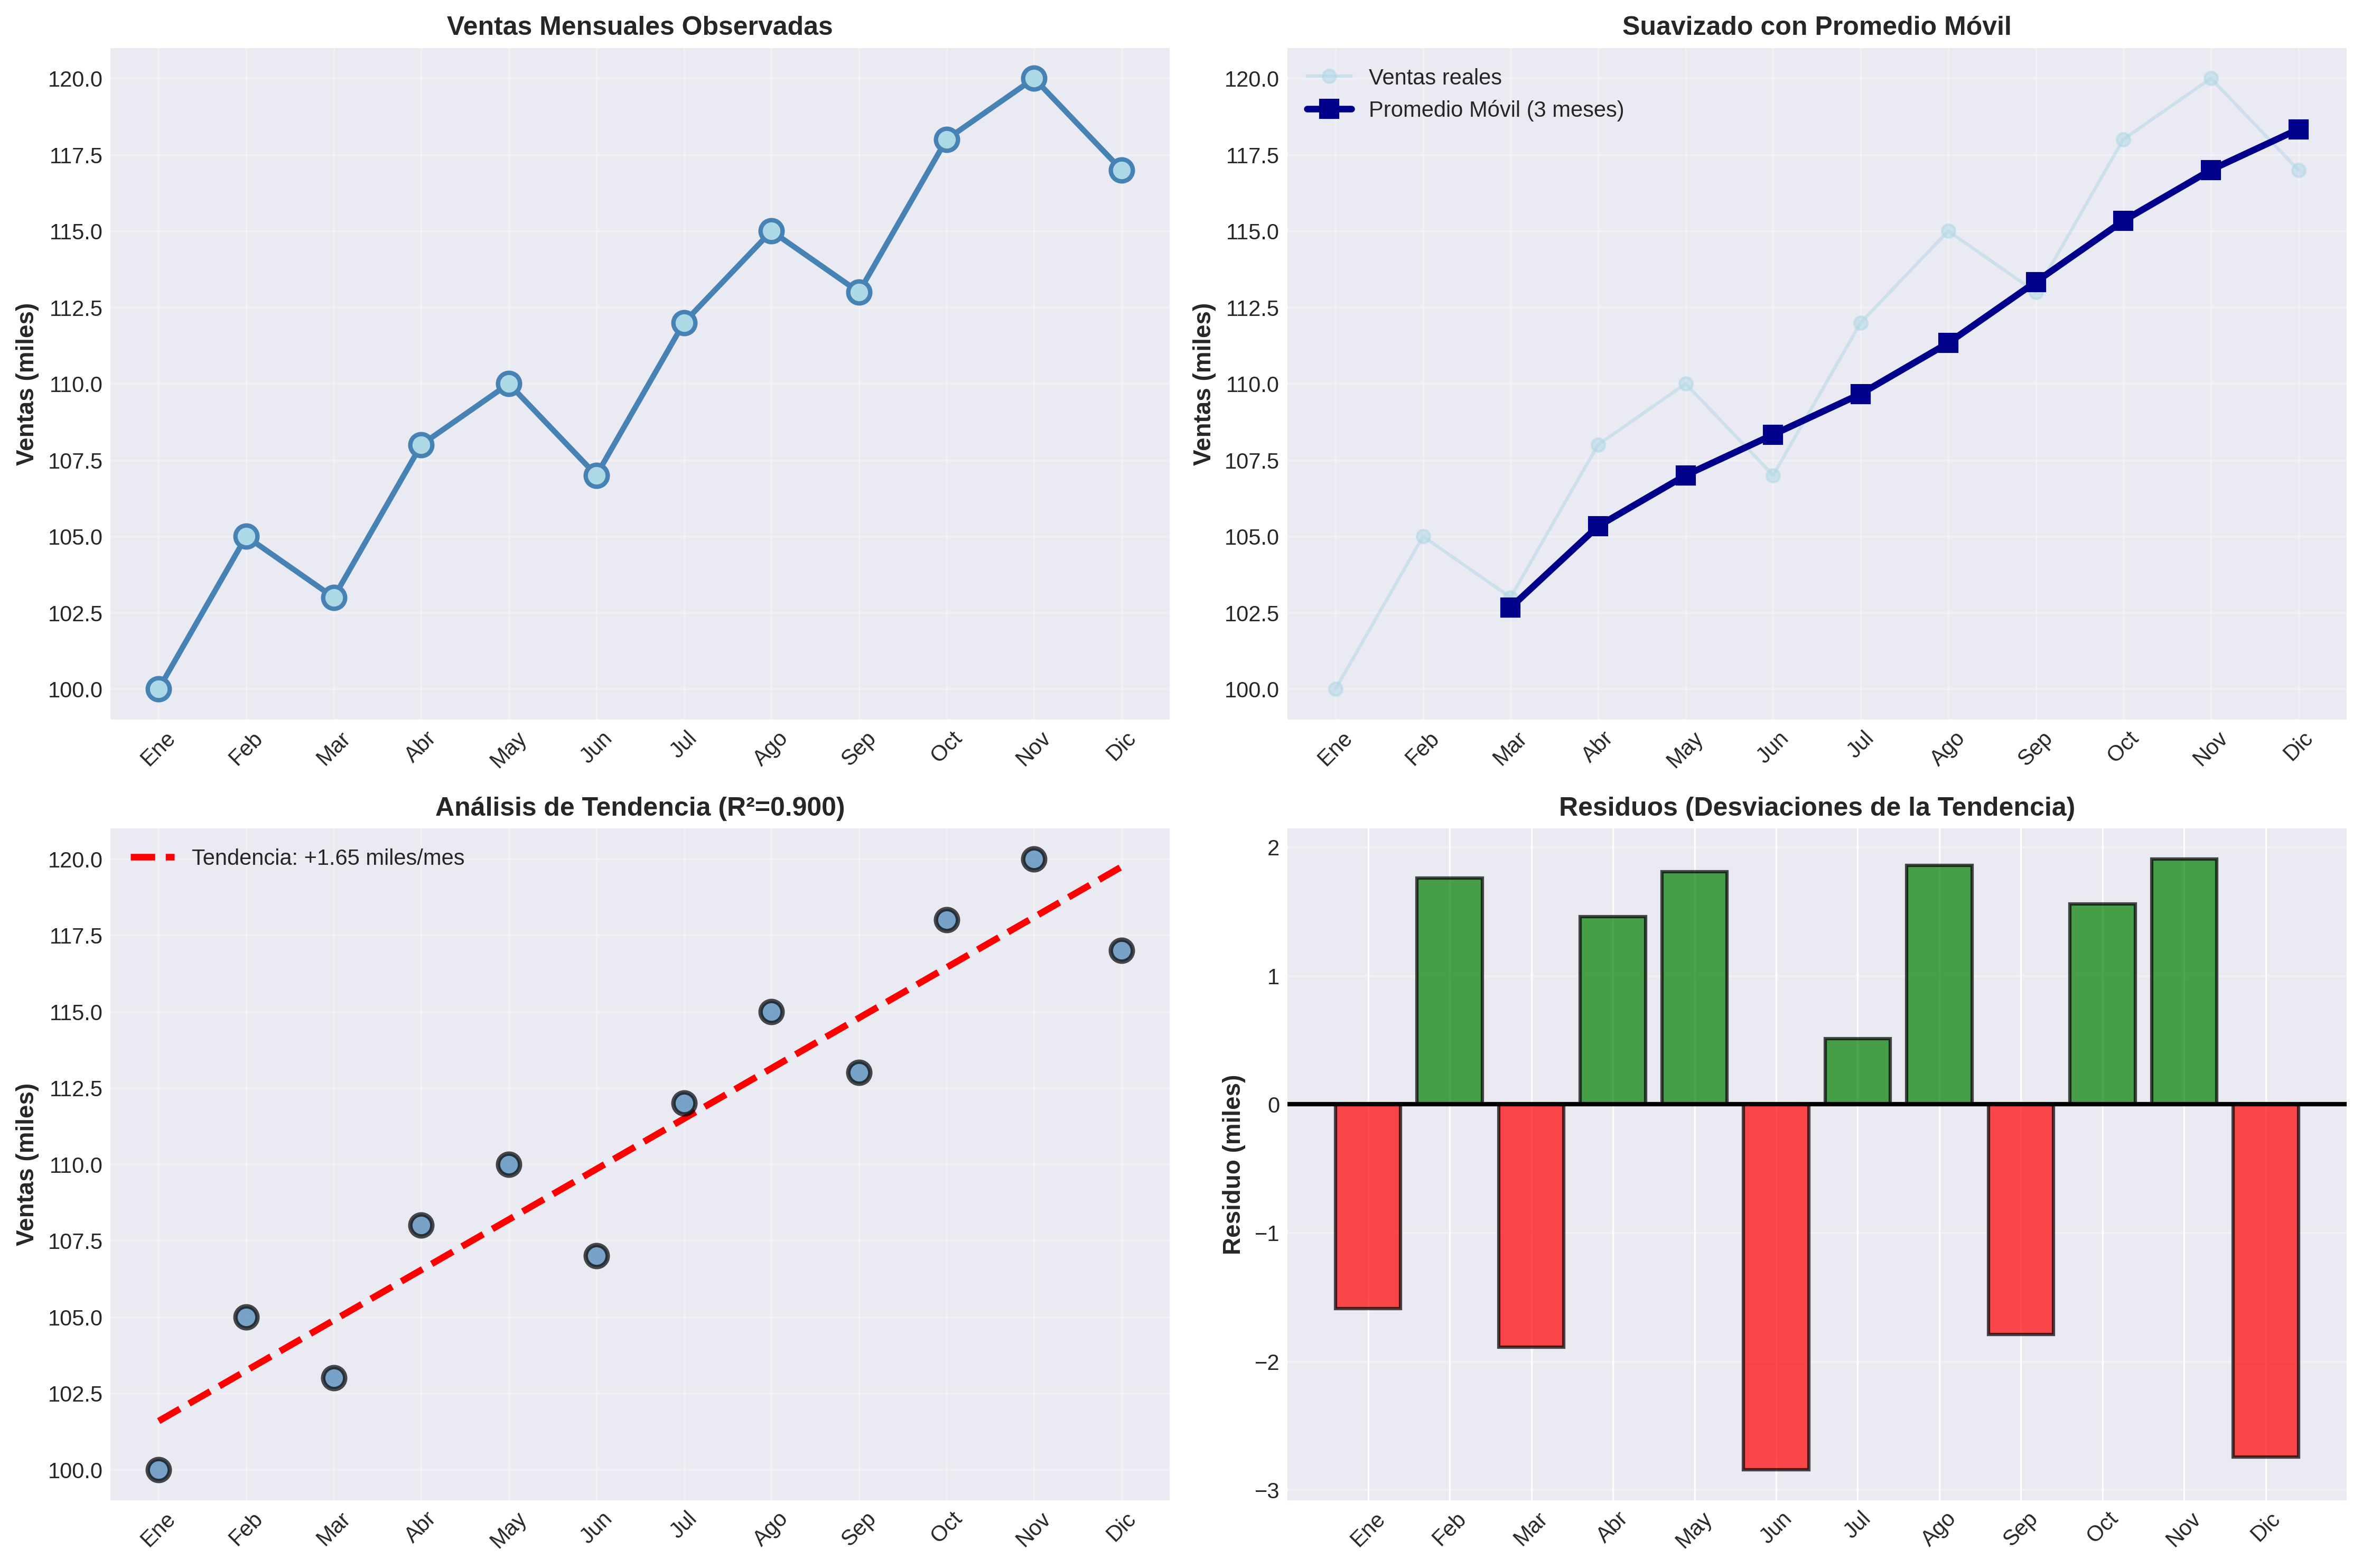 Ventas Mensuales Observadas
Ventas (miles)
120.0
117.5
115.0
112.5
110.0
107.5
105.0
102.5
100.0
Ene Feb Mar Abr May Jun Jul Ago Sep Oct Nov Dic
Suavizado con Promedio Móvil
Ventas reales
Promedio Móvil (3 meses)
Ventas (miles)
120.0
117.5
115.0
112.5
110.0
107.5
105.0
102.5
100.0
Ene Feb Mar Abr May Jun Jul Ago Sep Oct Nov Dic
Análisis de Tendencia (R²=0.900)
Tendencia: +1.65 miles/mes
Ventas (miles)
120.0
117.5
115.0
112.5
110.0
107.5
105.0
102.5
100.0
Ene Feb Mar Abr May Jun Jul Ago Sep Oct Nov Dic
Residuos (Desviaciones de la Tendencia)
Residuo (miles)
2
1
0
−1
−2
−3
Ene Feb Mar Abr May Jun Jul Ago Sep Oct Nov Dic